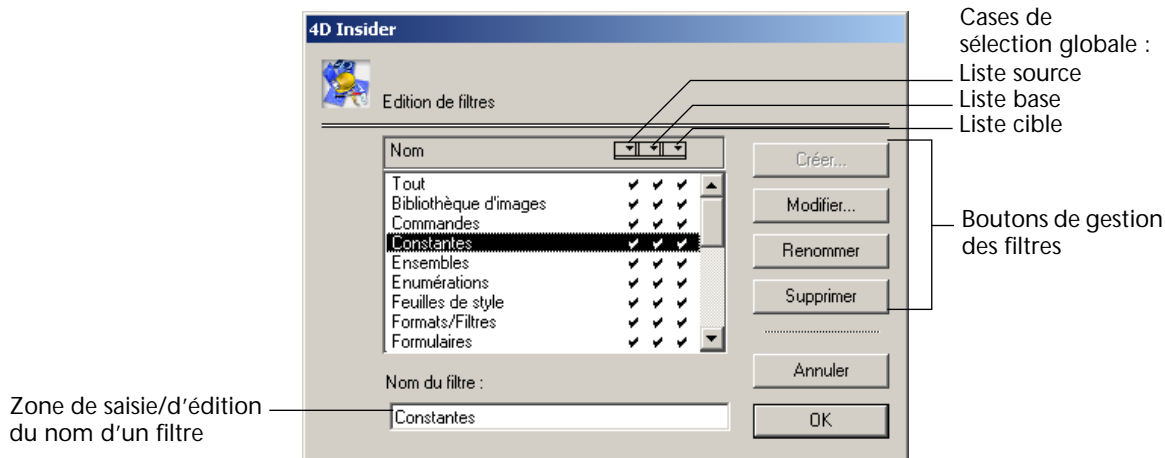 Cases de
sélection globale :
Liste source
Liste base
Liste cible
4D Insider
Edition de filtres
Nom
Tout
Bibliothèque d'images
Commandes
Constantes
Ensembles
Enumérations
Feuilles de style
Formats/Filtres
Formulaires
Créer...
Modifier...
Renommer
Supprimer
Boutons de gestion
des filtres
Annuler
OK
Nom du filtre :
Constantes
Zone de saisie/d'édition
du nom d'un filtre